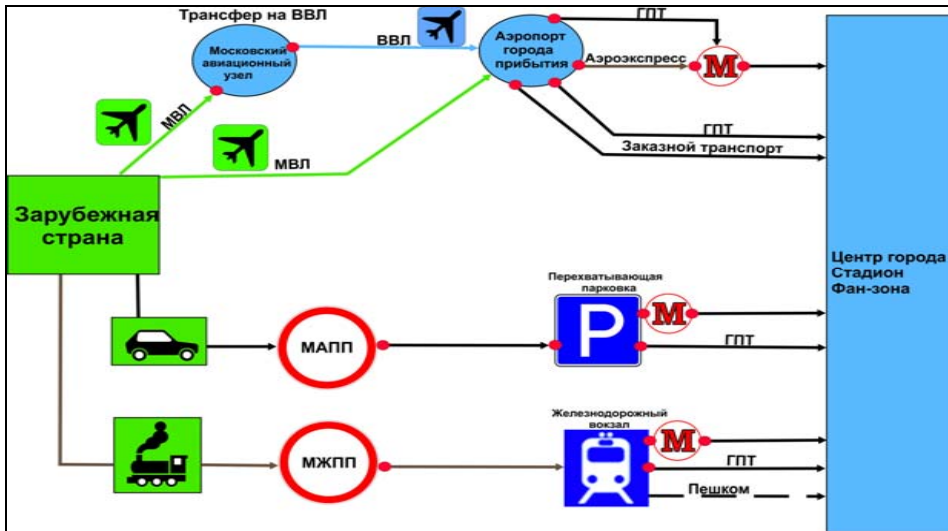 Трансфер на ВВЛ
ГПТ
Московский
авиационный
узел
ВВЛ
Аэропорт
города
прибытия
Аэроэкспресс
М
МВЛ
МВЛ
ГПТ
Заказной транспорт
Зарубежная
страна
Центр города
Стадион
Фан-зона
Перехватывающая
парковка
МАПП
P
М
ГПТ
Железнодорожный
вокзал
МЖПП
М
ГПТ
Пешком